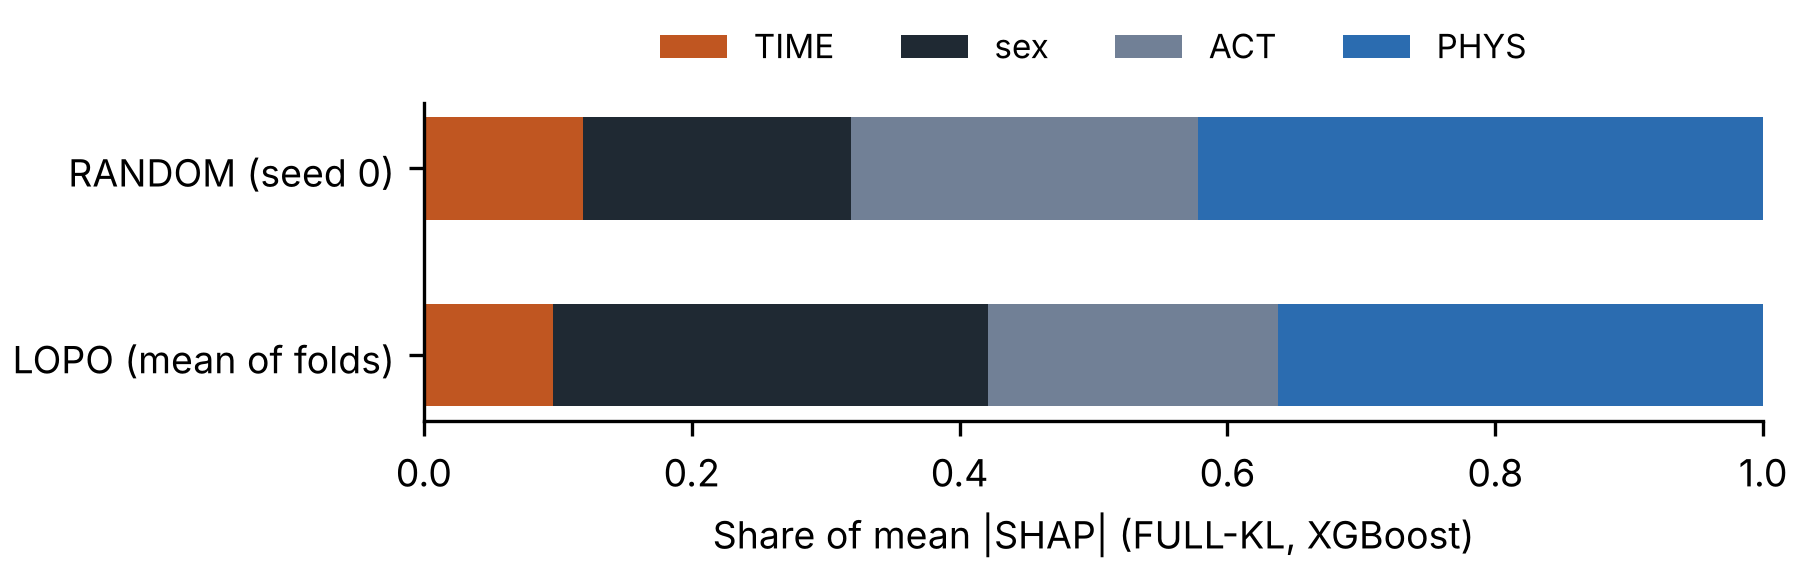 TIME sex ACT PHYS
RANDOM (seed 0)
LOPO (mean of folds)
0.0 0.2 0.4 0.6 0.8 1.0
Share of mean |SHAP| (FULL-KL, XGBoost)